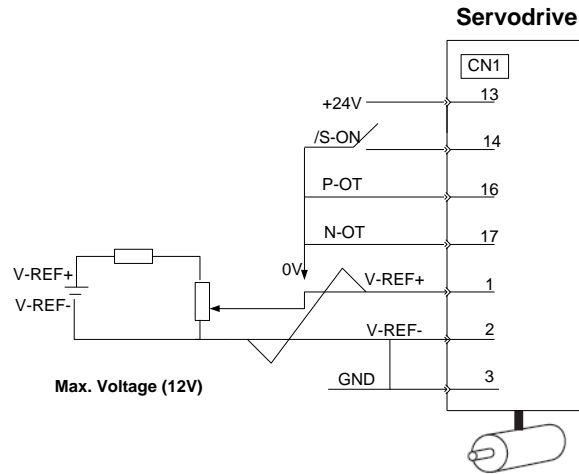 Servodrive
CN1
+24V
13
/S-ON
14
P-OT
16
N-OT
17
0V
V-REF+
V-REF+
1
V-REF-
V-REF-
2
Max. Voltage (12V)
GND
3